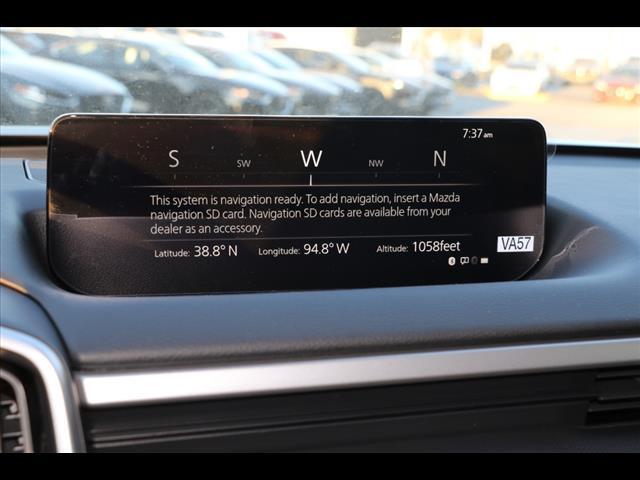 7:37 am
S SW W NW N
This system is navigation ready. To add navigation, insert a Mazda
navigation SD card. Navigation SD cards are available from your
dealer as an accessory.
Latitude: 38.8° N Longitude: 94.8° W Altitude: 1058feet
VA57